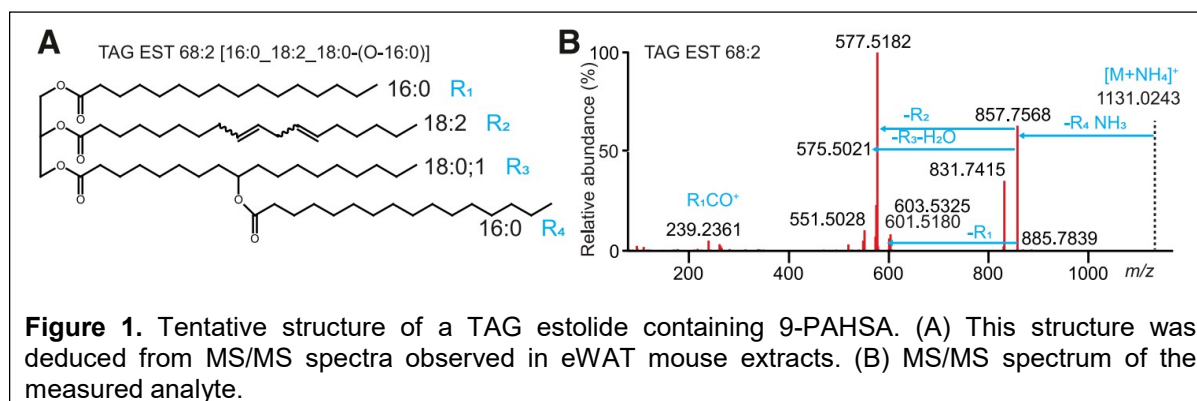 A
TAG EST 68:2 [16:0_18:2_18:0-(O-16:0)]
O
O
16:0 R₁
O
O
18:2 R₂
O
O
18:0;1 R₃
O
O
16:0 R₄
B
TAG EST 68:2
Relative abundance (%)
100
50
0
577.5182
[M+NH₄]⁺
1131.0243
-R₂
857.7568
-R₄ NH₃
-R₃-H₂O
575.5021
831.7415
R₁CO⁺
603.5325
551.5028
601.5180
239.2361
-R₁
885.7839
200
400
600
800
1000
m/z
Figure 1. Tentative structure of a TAG estolide containing 9-PAHSA. (A) This structure was
deduced from MS/MS spectra observed in eWAT mouse extracts. (B) MS/MS spectrum of the
measured analyte.